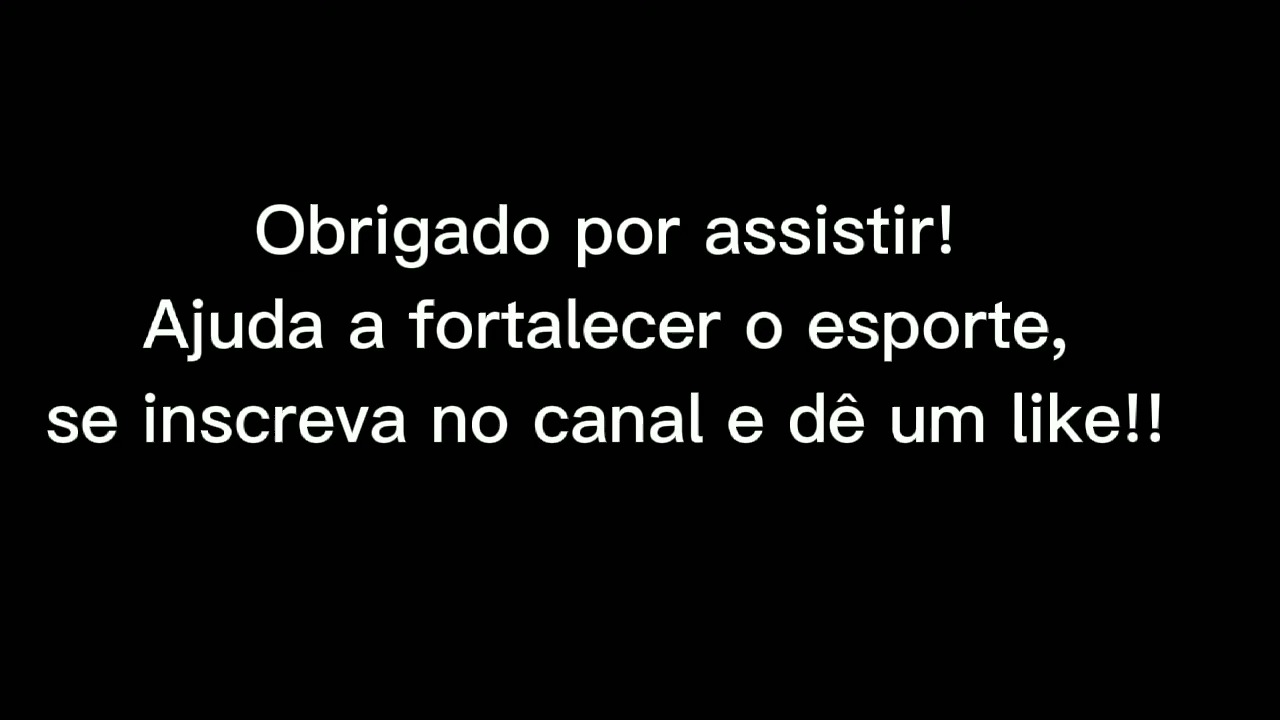 Obrigado por assistir!
Ajuda a fortalecer o esporte,
se inscreva no canal e dê um like!!